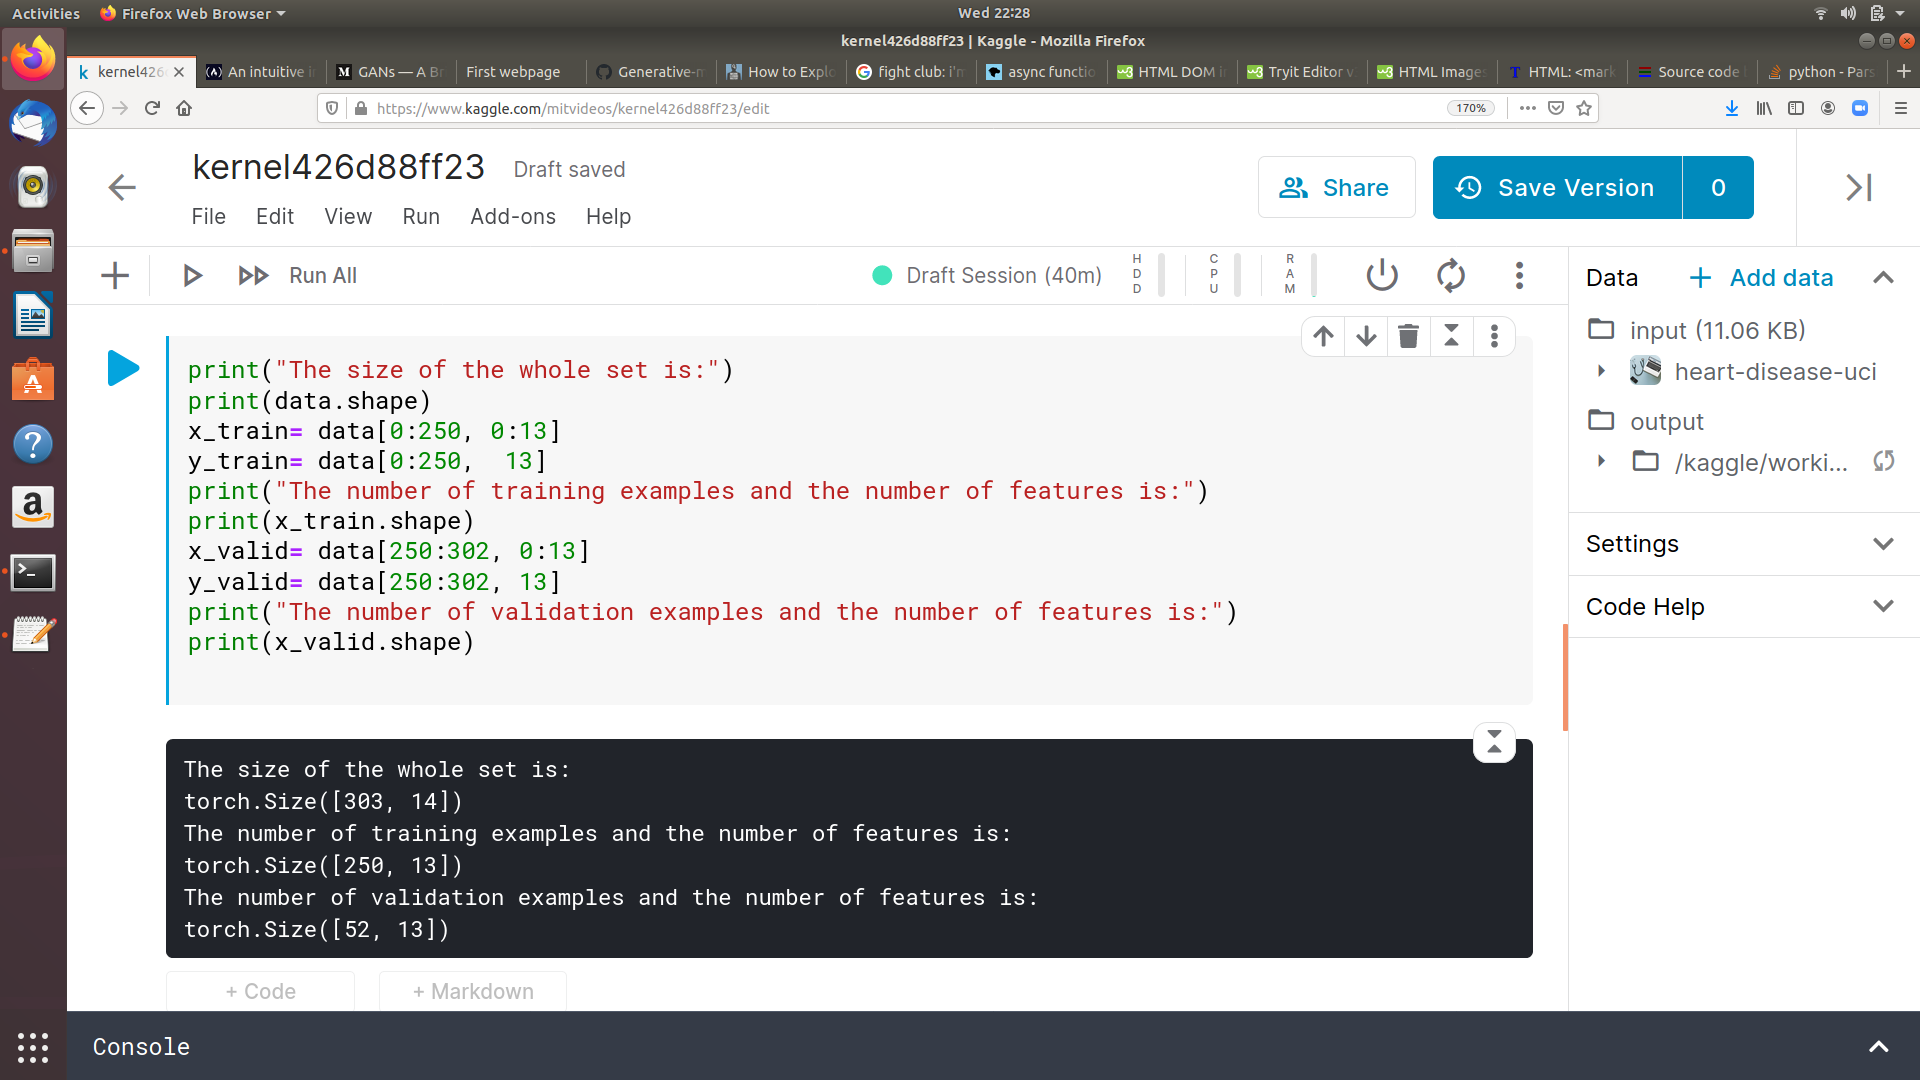 Activities Firefox Web Browser Wed 22:28
kernel426d88ff23 | Kaggle - Mozilla Firefox
kernel426 An intuitive i GANs — A Br First webpage Generative-m How to Explo fight club: i'm async functio HTML DOM i Tryit Editor v HTML Image HTML: <mark Source code python - Pars
https://www.kaggle.com/mitvideos/kernel426d88ff23/edit 170%
kernel426d88ff23 Draft saved
File Edit View Run Add-ons Help
Share
Save Version 0
Run All
Draft Session (40m)
HDD CPU RAM
print("The size of the whole set is:")
print(data.shape)
x_train= data[0:250, 0:13]
y_train= data[0:250,  13]
print("The number of training examples and the number of features is:")
print(x_train.shape)
x_valid= data[250:302, 0:13]
y_valid= data[250:302, 13]
print("The number of validation examples and the number of features is:")
print(x_valid.shape)
The size of the whole set is:
torch.Size([303, 14])
The number of training examples and the number of features is:
torch.Size([250, 13])
The number of validation examples and the number of features is:
torch.Size([52, 13])
+ Code + Markdown
Console
Data + Add data
input (11.06 KB)
heart-disease-uci
output
/kaggle/worki...
Settings
Code Help